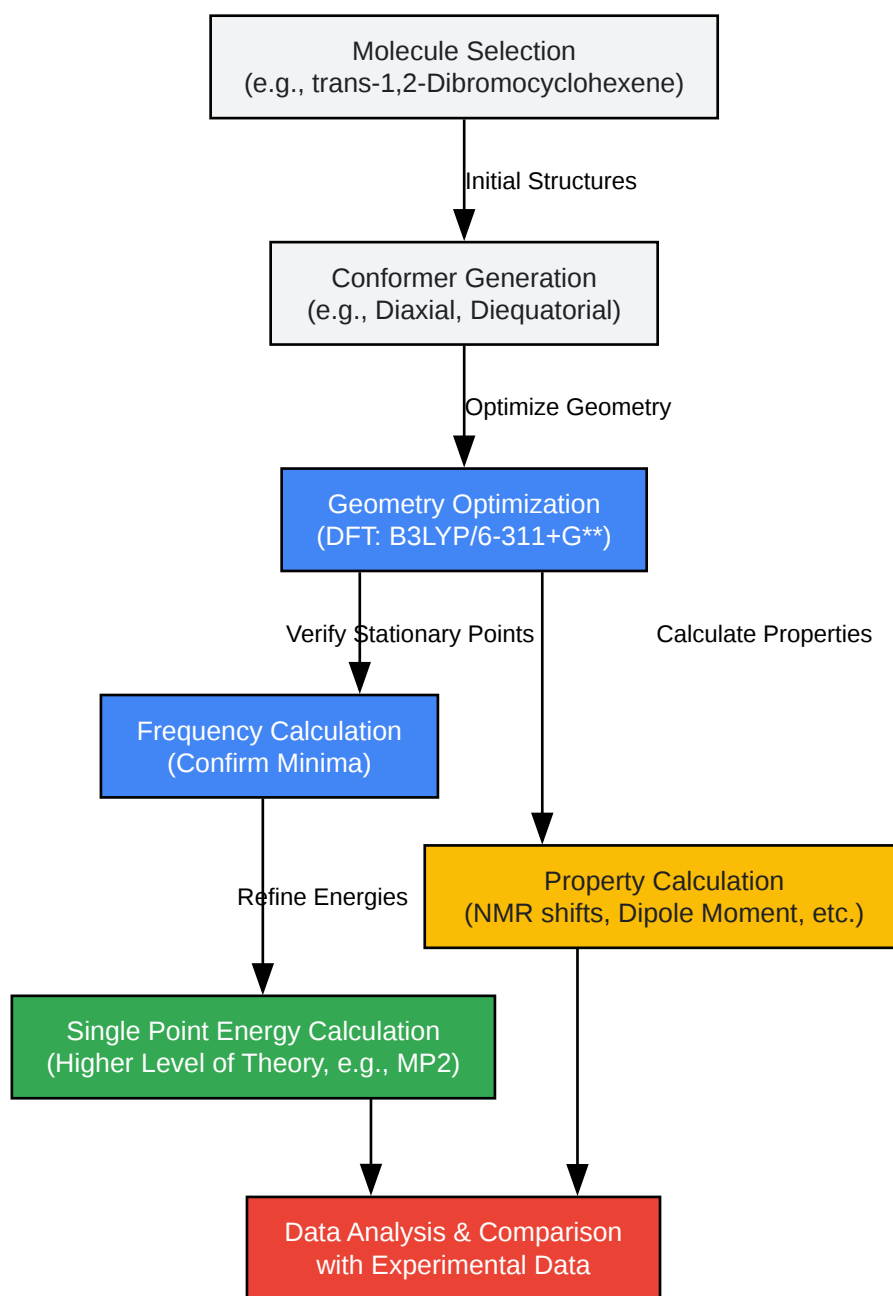 Molecule Selection
(e.g., trans-1,2-Dibromocyclohexene)
Initial Structures
Conformer Generation
(e.g., Diaxial, Diequatorial)
Optimize Geometry
Geometry Optimization
(DFT: B3LYP/6-311+G**)
Verify Stationary Points
Calculate Properties
Frequency Calculation
(Confirm Minima)
Property Calculation
(NMR shifts, Dipole Moment, etc.)
Refine Energies
Single Point Energy Calculation
(Higher Level of Theory, e.g., MP2)
Data Analysis & Comparison
with Experimental Data